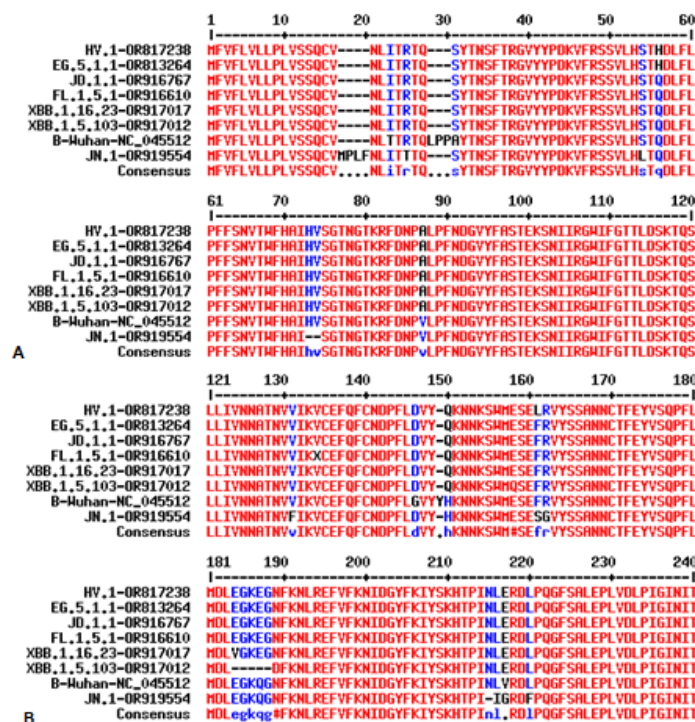 1 10 20 30 40 50 60
|--------+---------+---------+---------+---------+---------|
HV.1-OR817238 MFVFLVLLPLVSSQCV----NLITRTQ---SYTNSFTRGVYYPDKVFRSSVLHSTHDLFL
EG.5.1.1-OR813264 MFVFLVLLPLVSSQCV----NLITRTQ---SYTNSFTRGVYYPDKVFRSSVLHSTHDLFL
JD.1.1-OR916767 MFVFLVLLPLVSSQCV----NLITRTQ---SYTNSFTRGVYYPDKVFRSSVLHSTQDLFL
FL.1.5.1-OR916610 MFVFLVLLPLVSSQCV----NLITRTQ---SYTNSFTRGVYYPDKVFRSSVLHSTQDLFL
XBB.1.16.23-OR917017 MFVFLVLLPLVSSQCV----NLITRTQ---SYTNSFTRGVYYPDKVFRSSVLHSTQDLFL
XBB.1.5.103-OR917012 MFVFLVLLPLVSSQCV----NLITRTQ---SYTNSFTRGVYYPDKVFRSSVLHSTQDLFL
B-Wuhan-NC_045512 MFVFLVLLPLVSSQCV----NLTTRTQLPPAYTNSFTRGVYYPDKVFRSSVLHSTQDLFL
JN.1-OR919554 MFVFLVLLPLVSSQCVMPLFNLITTTQ---SYTNSFTRGVYYPDKVFRSSVLHLTQDLFL
Consensus MFVFLVLLPLVSSQCV....NLiTrTQ...sYTNSFTRGVYYPDKVFRSSVLHsTqDLFL
61 70 80 90 100 110 120
|--------+---------+---------+---------+---------+---------|
HV.1-OR817238 PFFSNVTWFHAIHVSGTNGTKRFDNPALPFNDGVYFASTEKSNIIRGWIFGTTLDSKTQS
EG.5.1.1-OR813264 PFFSNVTWFHAIHVSGTNGTKRFDNPALPFNDGVYFASTEKSNIIRGWIFGTTLDSKTQS
JD.1.1-OR916767 PFFSNVTWFHAIHVSGTNGTKRFDNPALPFNDGVYFASTEKSNIIRGWIFGTTLDSKTQS
FL.1.5.1-OR916610 PFFSNVTWFHAIHVSGTNGTKRFDNPALPFNDGVYFASTEKSNIIRGWIFGTTLDSKTQS
XBB.1.16.23-OR917017 PFFSNVTWFHAIHVSGTNGTKRFDNPALPFNDGVYFASTEKSNIIRGWIFGTTLDSKTQS
XBB.1.5.103-OR917012 PFFSNVTWFHAIHVSGTNGTKRFDNPALPFNDGVYFASTEKSNIIRGWIFGTTLDSKTQS
B-Wuhan-NC_045512 PFFSNVTWFHAIHVSGTNGTKRFDNPVLPFNDGVYFASTEKSNIIRGWIFGTTLDSKTQS
JN.1-OR919554 PFFSNVTWFHAI--SGTNGTKRFDNPVLPFNDGVYFASTEKSNIIRGWIFGTTLDSKTQS
Consensus PFFSNVTWFHAIhvSGTNGTKRFDNPvLPFNDGVYFASTEKSNIIRGWIFGTTLDSKTQS
A
121 130 140 150 160 170 180
|--------+---------+---------+---------+---------+---------|
HV.1-OR817238 LLIVNNATNVVIKVCEFQFCNDPFLDVY-QKNNKSWMESELRVYSSANNCTFEYVSQPFL
EG.5.1.1-OR813264 LLIVNNATNVVIKVCEFQFCNDPFLDVY-QKNNKSWMESEFRVYSSANNCTFEYVSQPFL
JD.1.1-OR916767 LLIVNNATNVVIKVCEFQFCNDPFLDVY-QKNNKSWMESEFRVYSSANNCTFEYVSQPFL
FL.1.5.1-OR916610 LLIVNNATNVVIKXCEFQFCNDPFLDVY-QKNNKSWMESEFRVYSSANNCTFEYVSQPFL
XBB.1.16.23-OR917017 LLIVNNATNVVIKVCEFQFCNDPFLDVY-QKNNKSWMESEFRVYSSANNCTFEYVSQPFL
XBB.1.5.103-OR917012 LLIVNNATNVVIKVCEFQFCNDPFLDVY-QKNNKSWMQSEFRVYSSANNCTFEYVSQPFL
B-Wuhan-NC_045512 LLIVNNATNVVIKVCEFQFCNDPFLGVYYHKNNKSWMESEFRVYSSANNCTFEYVSQPFL
JN.1-OR919554 LLIVNNATNVFIKVCEFQFCNDPFLDVY-HKNNKSWMESESGVYSSANNCTFEYVSQPFL
Consensus LLIVNNATNVvIKVCEFQFCNDPFLdVY.hKNNKSWM#SEfrVYSSANNCTFEYVSQPFL
181 190 200 210 220 230 240
|--------+---------+---------+---------+---------+---------|
HV.1-OR817238 MDLEGKEGNFKNLREFVFKNIDGYFKIYSKHTPINLERDLPQGFSALEPLVDLPIGINIT
EG.5.1.1-OR813264 MDLEGKEGNFKNLREFVFKNIDGYFKIYSKHTPINLERDLPQGFSALEPLVDLPIGINIT
JD.1.1-OR916767 MDLEGKEGNFKNLREFVFKNIDGYFKIYSKHTPINLERDLPQGFSALEPLVDLPIGINIT
FL.1.5.1-OR916610 MDLEGKEGNFKNLREFVFKNIDGYFKIYSKHTPINLERDLPQGFSALEPLVDLPIGINIT
XBB.1.16.23-OR917017 MDLVGKEGNFKNLREFVFKNIDGYFKIYSKHTPINLERDLPQGFSALEPLVDLPIGINIT
XBB.1.5.103-OR917012 MDL-----DFKNLREFVFKNIDGYFKIYSKHTPINLERDLPQGFSALEPLVDLPIGINIT
B-Wuhan-NC_045512 MDLEGKQGNFKNLREFVFKNIDGYFKIYSKHTPINLVRDLPQGFSALEPLVDLPIGINIT
JN.1-OR919554 MDLEGKQGNFKNLREFVFKNIDGYFKIYSKHTPI-IGRDFPQGFSALEPLVDLPIGINIT
Consensus MDLegkqg#FKNLREFVFKNIDGYFKIYSKHTPInl.RDlPQGFSALEPLVDLPIGINIT
B